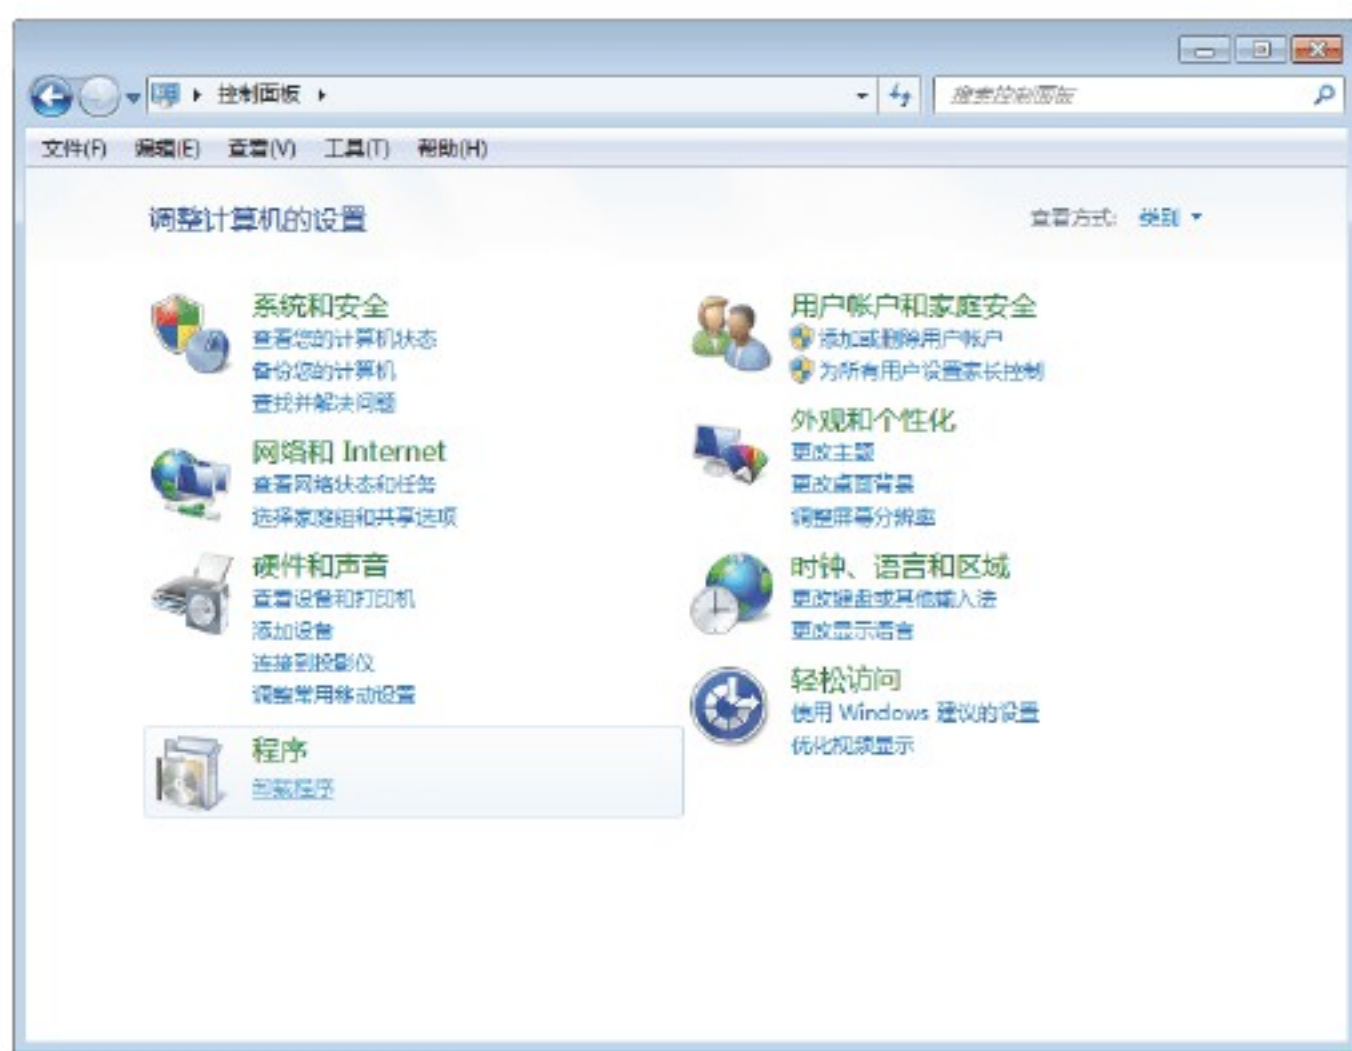 控制面板
搜索控制面板
文件(F) 编辑(E) 查看(V) 工具(T) 帮助(H)
调整计算机的设置
查看方式: 类别
系统和安全
查看您的计算机状态
备份您的计算机
查找并解决问题
网络和 Internet
查看网络状态和任务
选择家庭组和共享选项
硬件和声音
查看设备和打印机
添加设备
连接到投影仪
调整常用移动设置
程序
卸载程序
用户帐户和家庭安全
添加或删除用户帐户
为所有用户设置家长控制
外观和个性化
更改主题
更改桌面背景
调整屏幕分辨率
时钟、语言和区域
更改键盘或其他输入法
更改显示语言
轻松访问
使用 Windows 建议的设置
优化视频显示